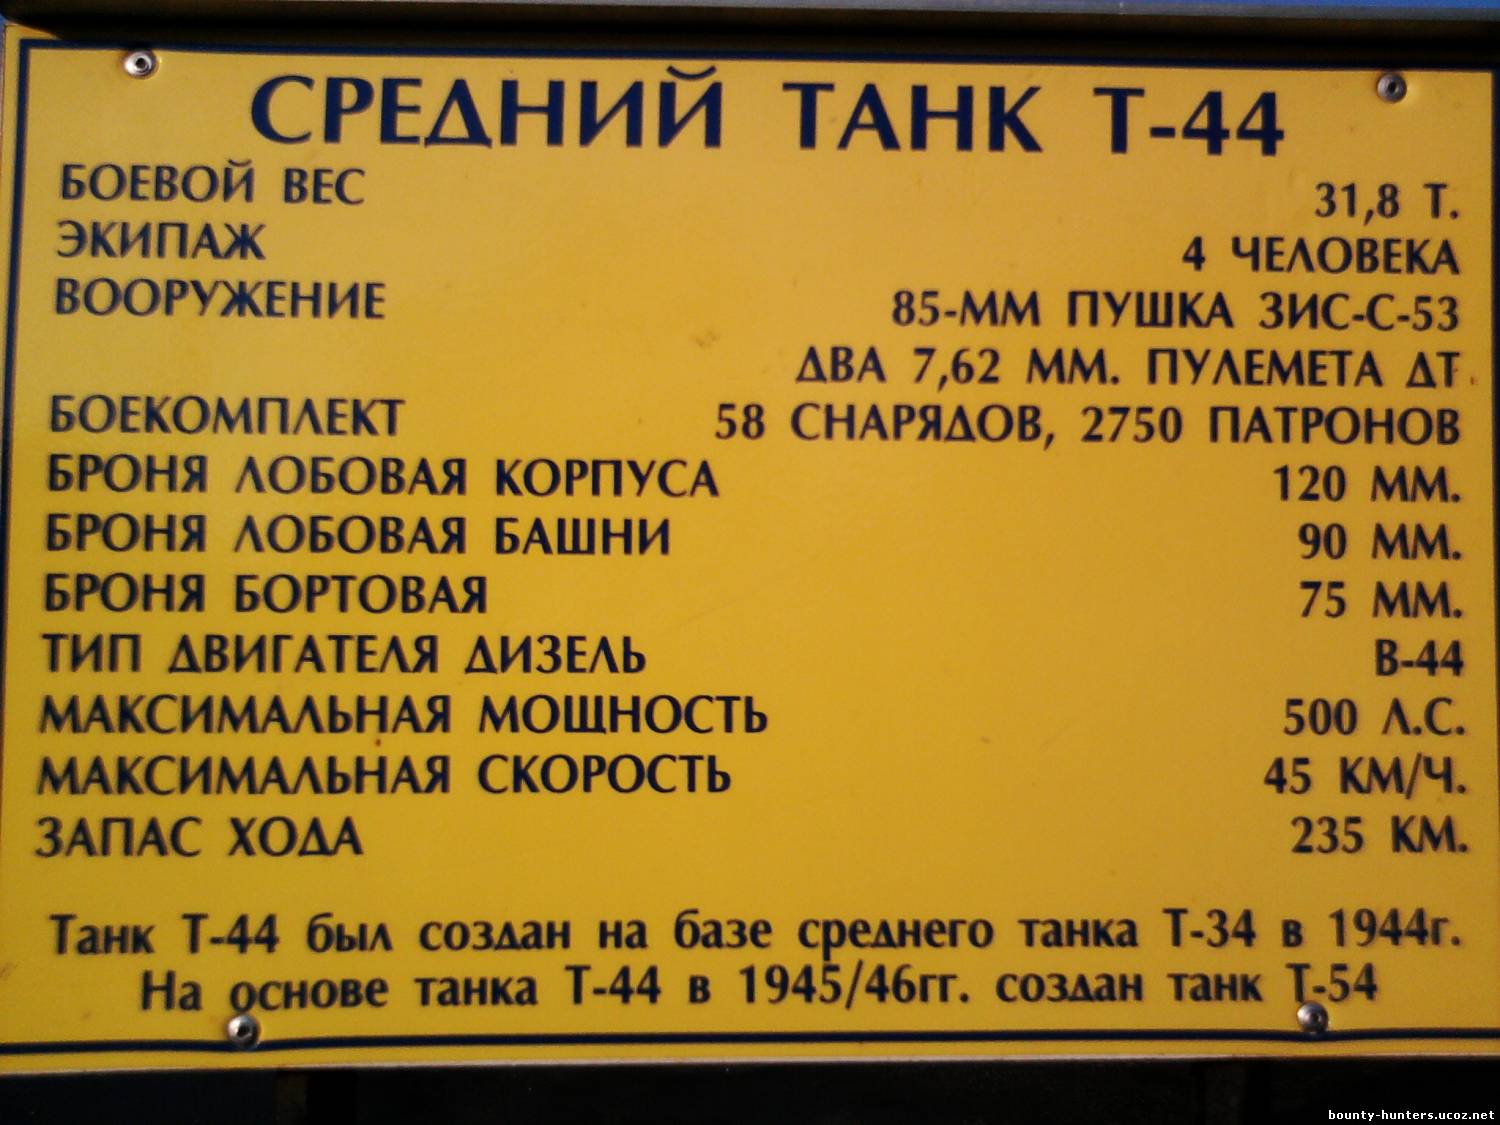 СРЕДНИЙ ТАНК Т-44
БОЕВОЙ ВЕС 31,8 Т.
ЭКИПАЖ 4 ЧЕЛОВЕКА
ВООРУЖЕНИЕ 85-ММ ПУШКА ЗИС-С-53
ДВА 7,62 ММ. ПУЛЕМЕТА ДТ.
БОЕКОМПЛЕКТ 58 СНАРЯДОВ, 2750 ПАТРОНОВ
БРОНЯ ЛОБОВАЯ КОРПУСА 120 ММ.
БРОНЯ ЛОБОВАЯ БАШНИ 90 ММ.
БРОНЯ БОРТОВАЯ 75 ММ.
ТИП ДВИГАТЕЛЯ ДИЗЕЛЬ В-44
МАКСИМАЛЬНАЯ МОЩНОСТЬ 500 Л.С.
МАКСИМАЛЬНАЯ СКОРОСТЬ 45 КМ/Ч.
ЗАПАС ХОДА 235 КМ.
Танк Т-44 был создан на базе среднего танка Т-34 в 1944г.
На основе танка Т-44 в 1945/46гг. создан танк Т-54
bounty-hunters.ucoz.net